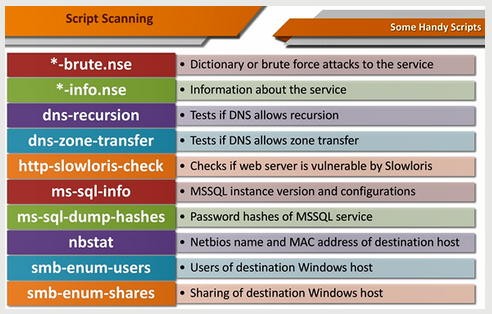 Script Scanning
Some Handy Scripts
*-brute.nse • Dictionary or brute force attacks to the service
*-info.nse • Information about the service
dns-recursion • Tests if DNS allows recursion
dns-zone-transfer • Tests if DNS allows zone transfer
http-slowloris-check • Checks if web server is vulnerable by Slowloris
ms-sql-info • MSSQL instance version and configurations
ms-sql-dump-hashes • Password hashes of MSSQL service
nbstat • Netbios name and MAC address of destination host
smb-enum-users • Users of destination Windows host
smb-enum-shares • Sharing of destination Windows host